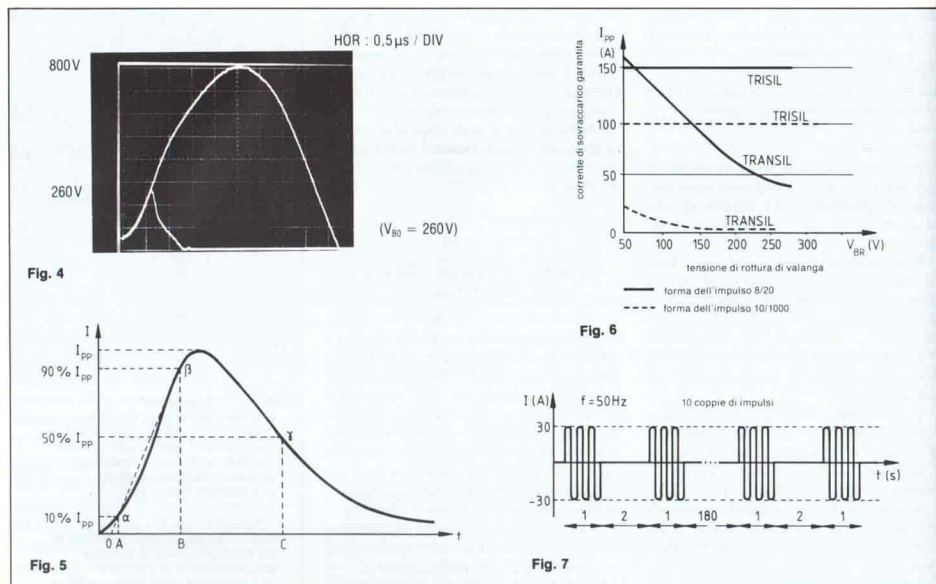 HOR : 0,5µs / DIV
800V
260V
(V_B0 = 260V)
Fig. 4
I
I_PP
90% I_PP
50% I_PP
10% I_PP
α
β
γ
0 A B C t
Fig. 5
I_PP
(A)
corrente di sovraccarico garantita
150
100
50
0
TRISIL
TRISIL
TRANSIL
TRANSIL
50 100 150 200 250 300 350 V_BR (V)
tensione di rottura di valanga
forma dell'impulso 8/20
forma dell'impulso 10/1000
Fig. 6
I (A) f = 50Hz 10 coppie di impulsi
30
-30
t (s)
1 2 1 180 1 2 1
Fig. 7